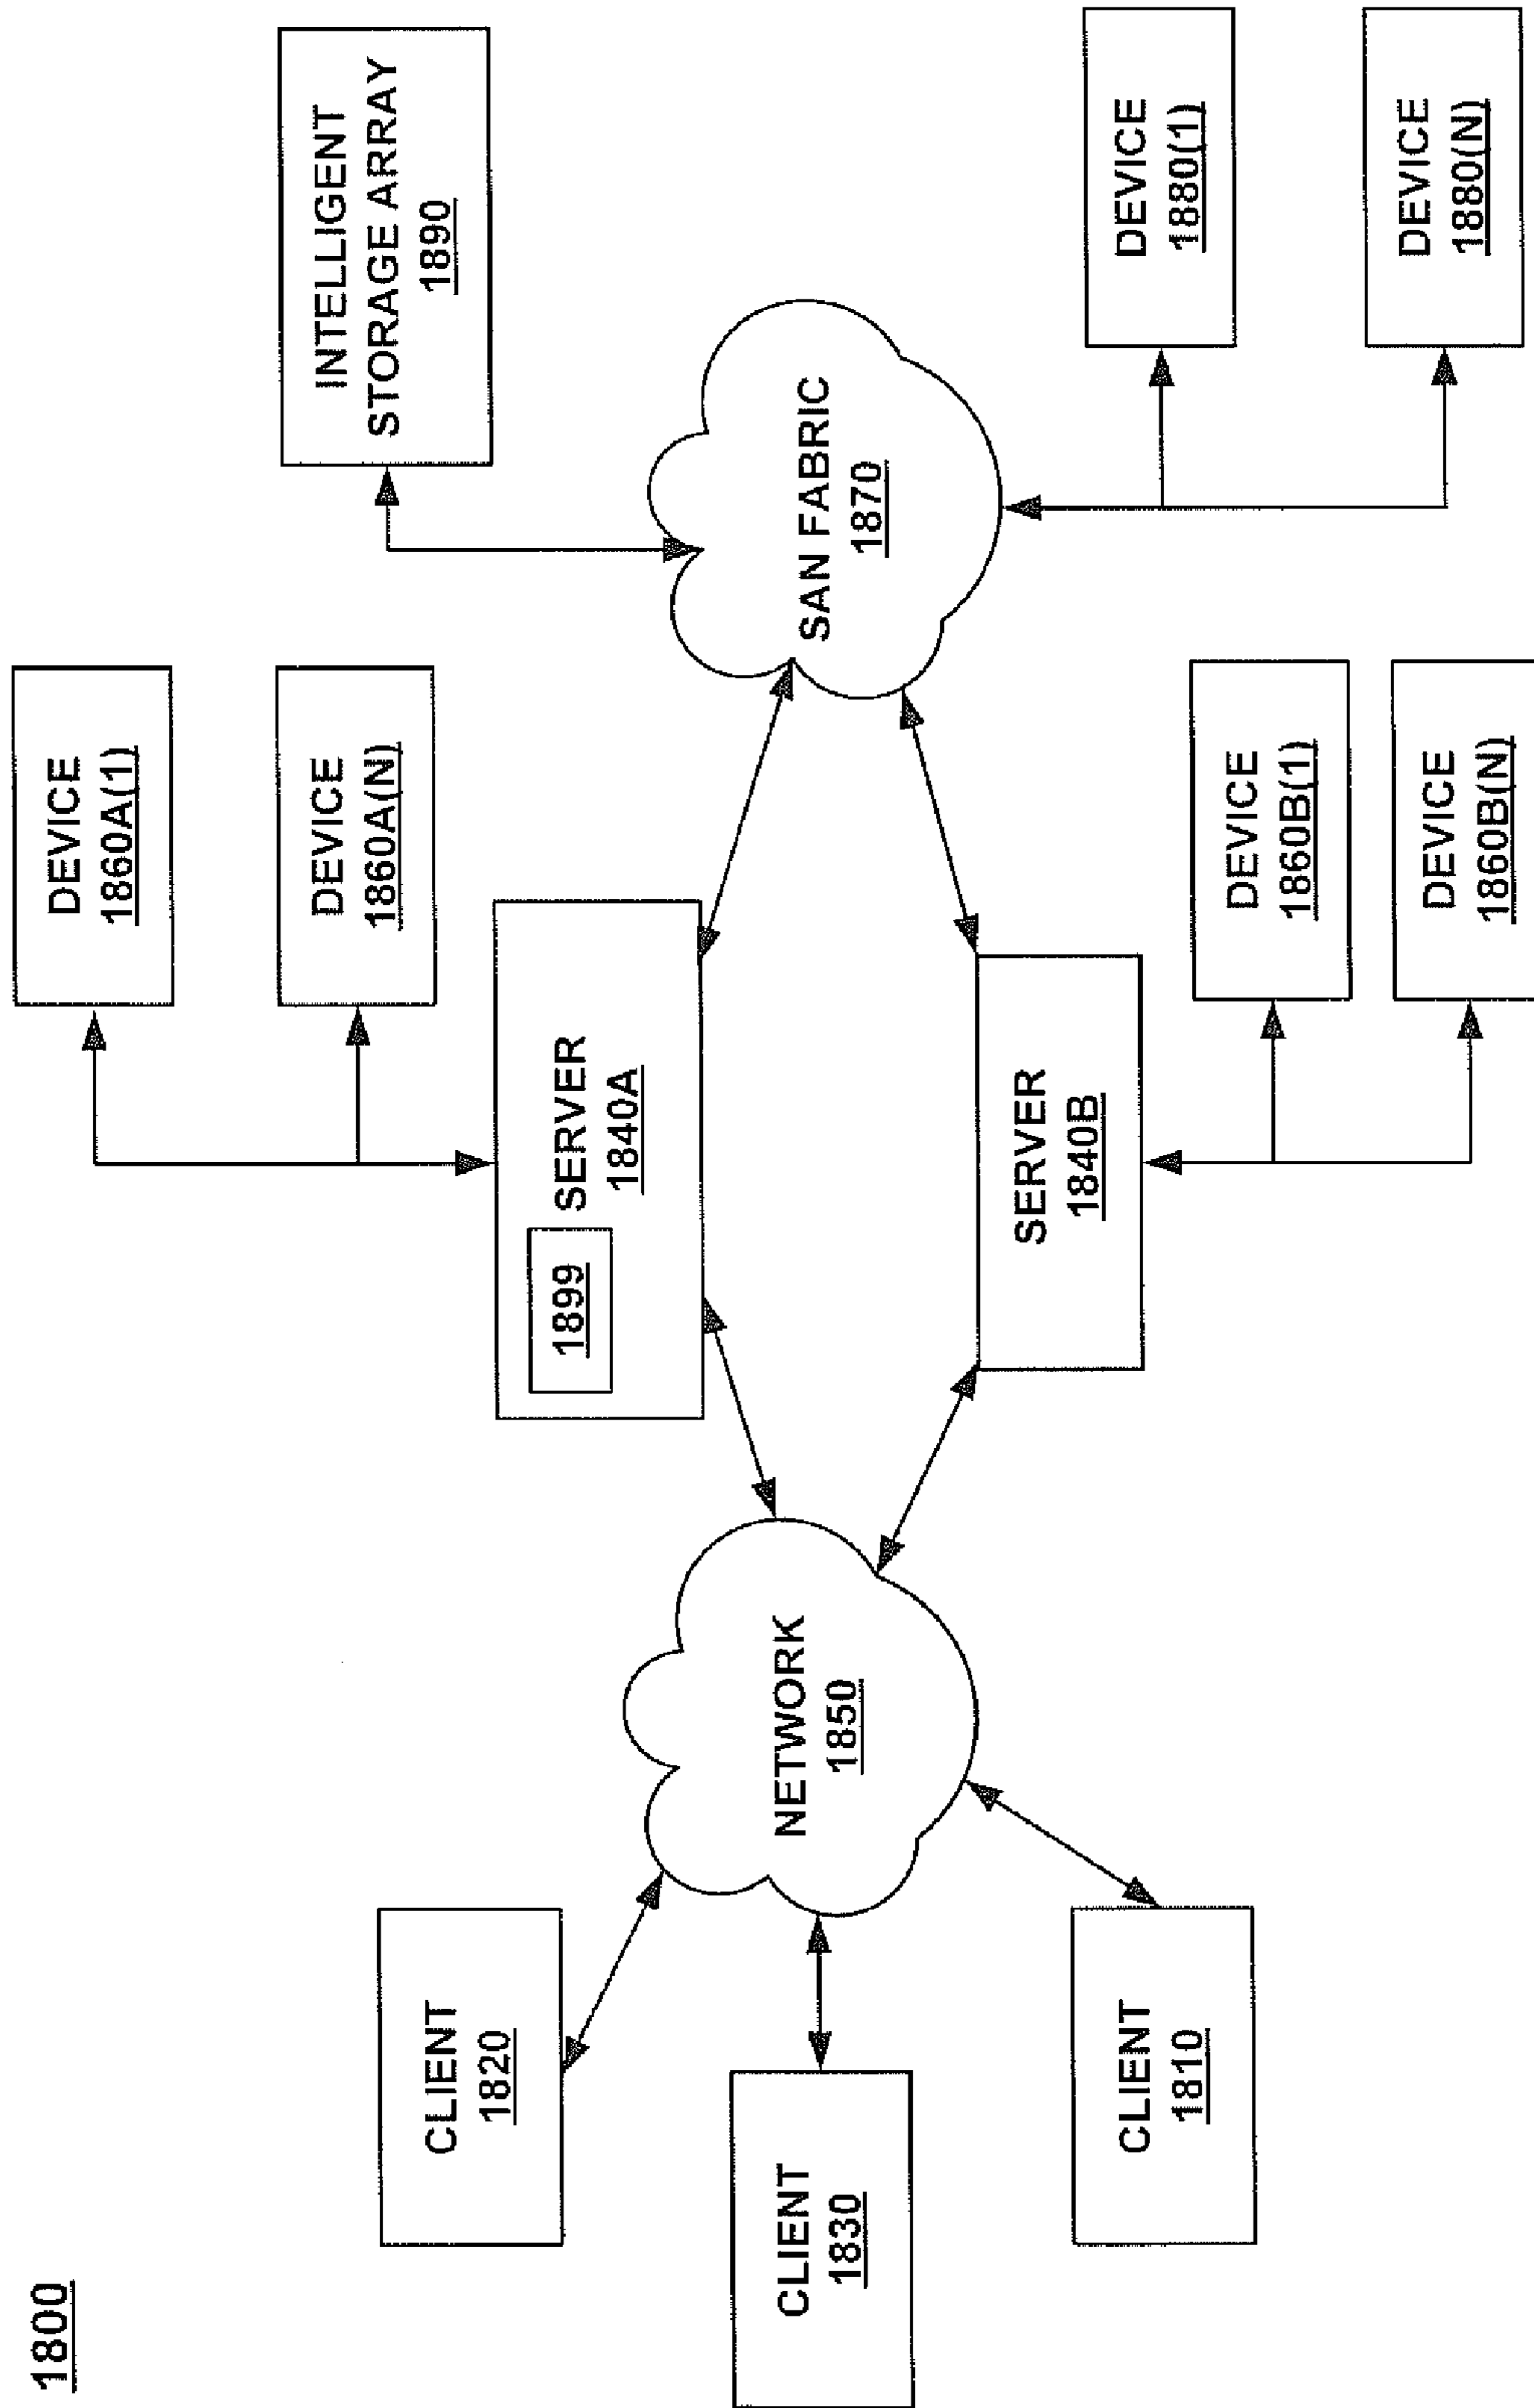 1800
DEVICE
1860A(1)
DEVICE
1860A(N)
INTELLIGENT
STORAGE ARRAY
1890
CLIENT
1820
1899
SERVER
1840A
CLIENT
1830
NETWORK
1850
SAN FABRIC
1870
CLIENT
1810
SERVER
1840B
DEVICE
1860B(1)
DEVICE
1860B(N)
DEVICE
1880(1)
DEVICE
1880(N)